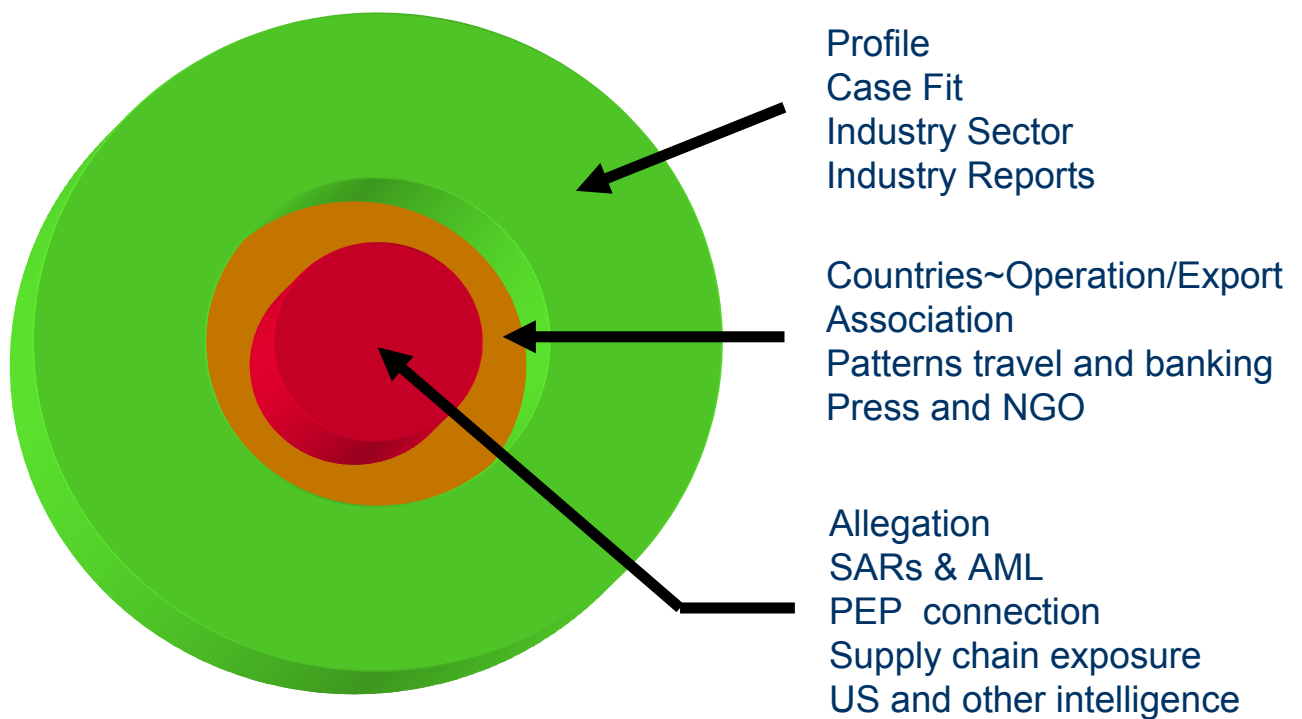 Profile
Case Fit
Industry Sector
Industry Reports
Countries~Operation/Export
Association
Patterns travel and banking
Press and NGO
Allegation
SARs & AML
PEP  connection
Supply chain exposure
US and other intelligence